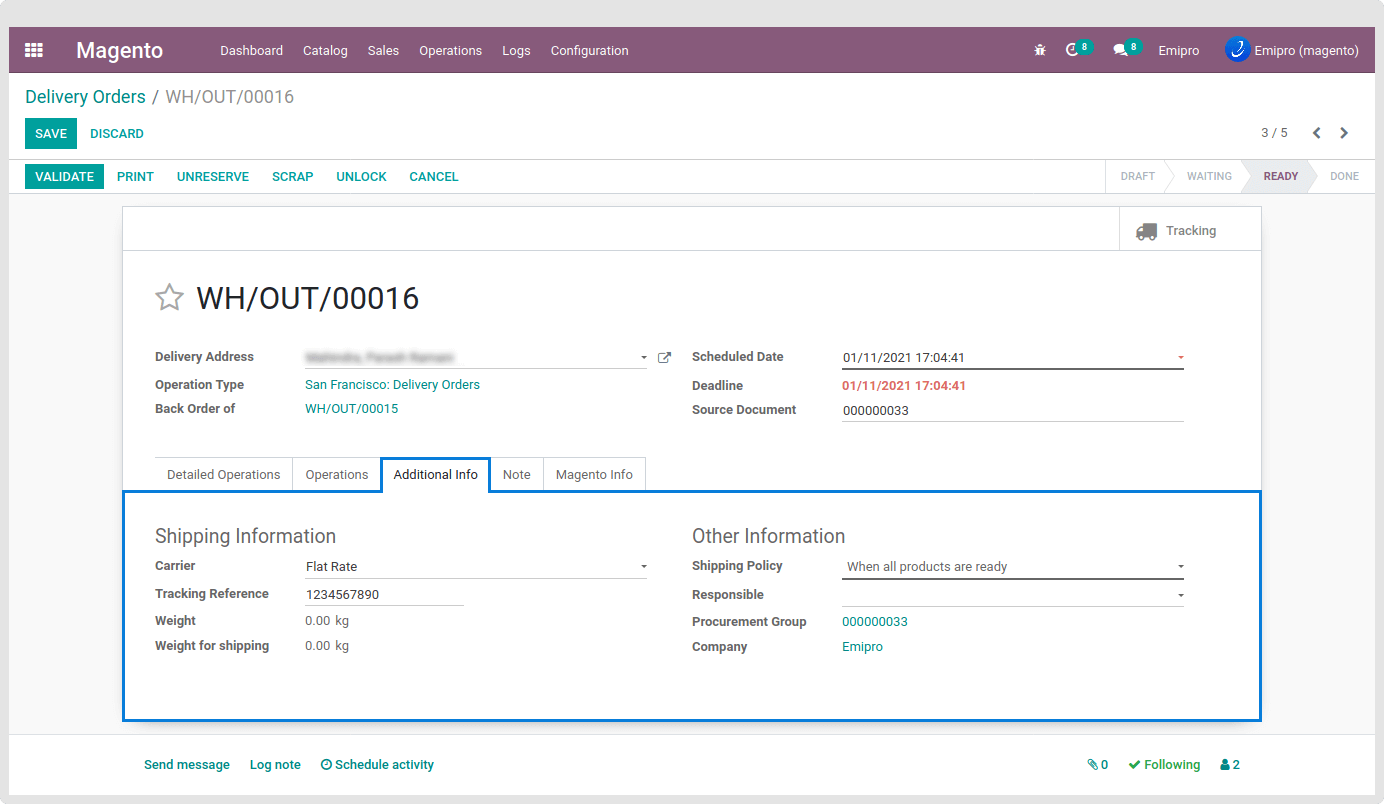 Magento Dashboard Catalog Sales Operations Logs Configuration 8 8 Emipro Emipro (magento)
Delivery Orders / WH/OUT/00016
SAVE DISCARD 3 / 5
VALIDATE PRINT UNRESERVE SCRAP UNLOCK CANCEL DRAFT WAITING READY DONE
Tracking
WH/OUT/00016
Delivery Address
Operation Type San Francisco: Delivery Orders
Back Order of WH/OUT/00015
Scheduled Date 01/11/2021 17:04:41
Deadline 01/11/2021 17:04:41
Source Document 000000033
Detailed Operations Operations Additional Info Note Magento Info
Shipping Information
Carrier Flat Rate
Tracking Reference 1234567890
Weight 0.00 kg
Weight for shipping 0.00 kg
Other Information
Shipping Policy When all products are ready
Responsible
Procurement Group 000000033
Company Emipro
Send message Log note Schedule activity 0 Following 2